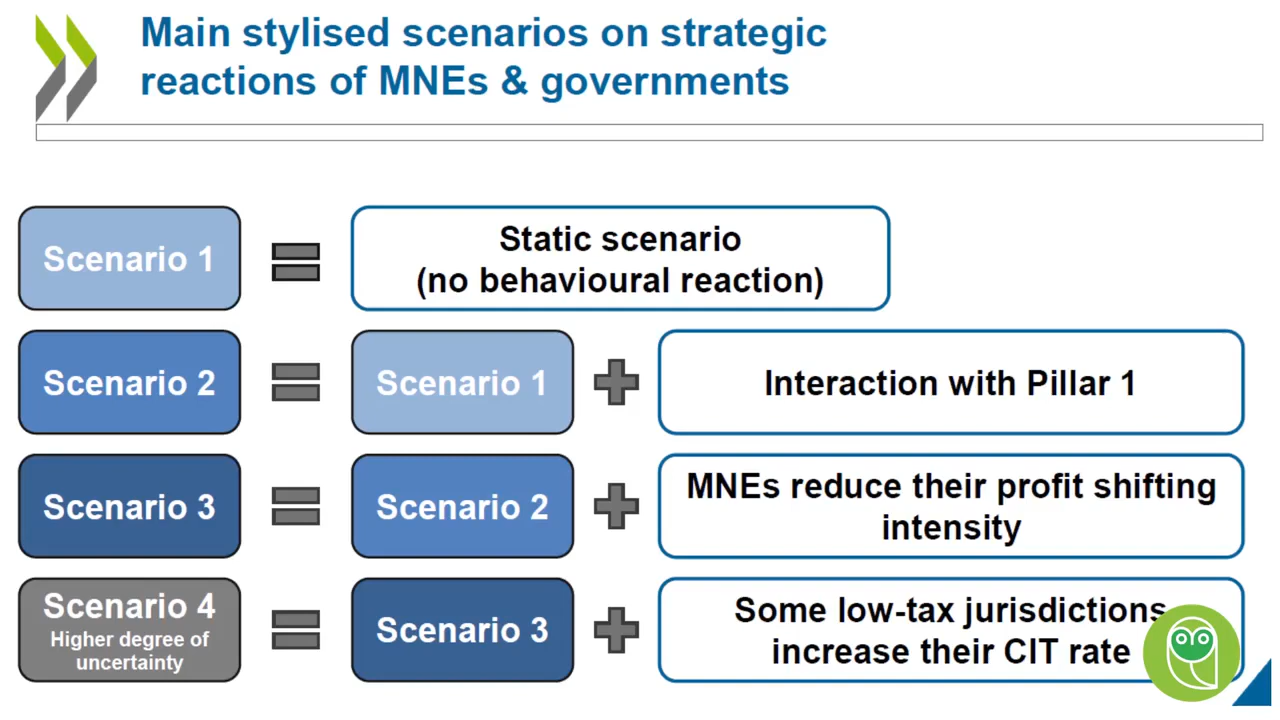 Main stylised scenarios on strategic
reactions of MNEs & governments
Scenario 1
Static scenario
(no behavioural reaction)
Scenario 2
Scenario 1
Interaction with Pillar 1
Scenario 3
Scenario 2
MNEs reduce their profit shifting
intensity
Scenario 4
Higher degree of
uncertainty
Scenario 3
Some low-tax jurisdictions
increase their CIT rate